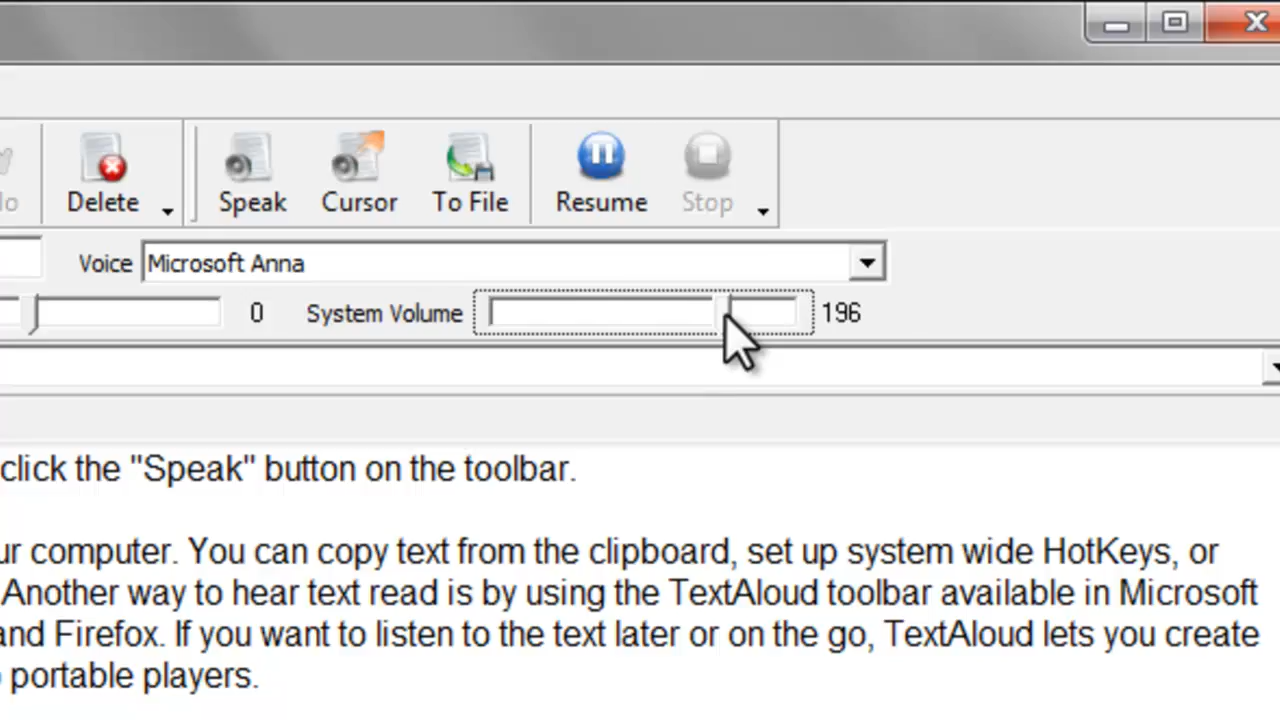 Delete
Speak
Cursor
To File
Resume
Stop
Voice
Microsoft Anna
0
System Volume
196
click the "Speak" button on the toolbar.
ur computer. You can copy text from the clipboard, set up system wide HotKeys, or
Another way to hear text read is by using the TextAloud toolbar available in Microsoft
and Firefox. If you want to listen to the text later or on the go, TextAloud lets you create
portable players.